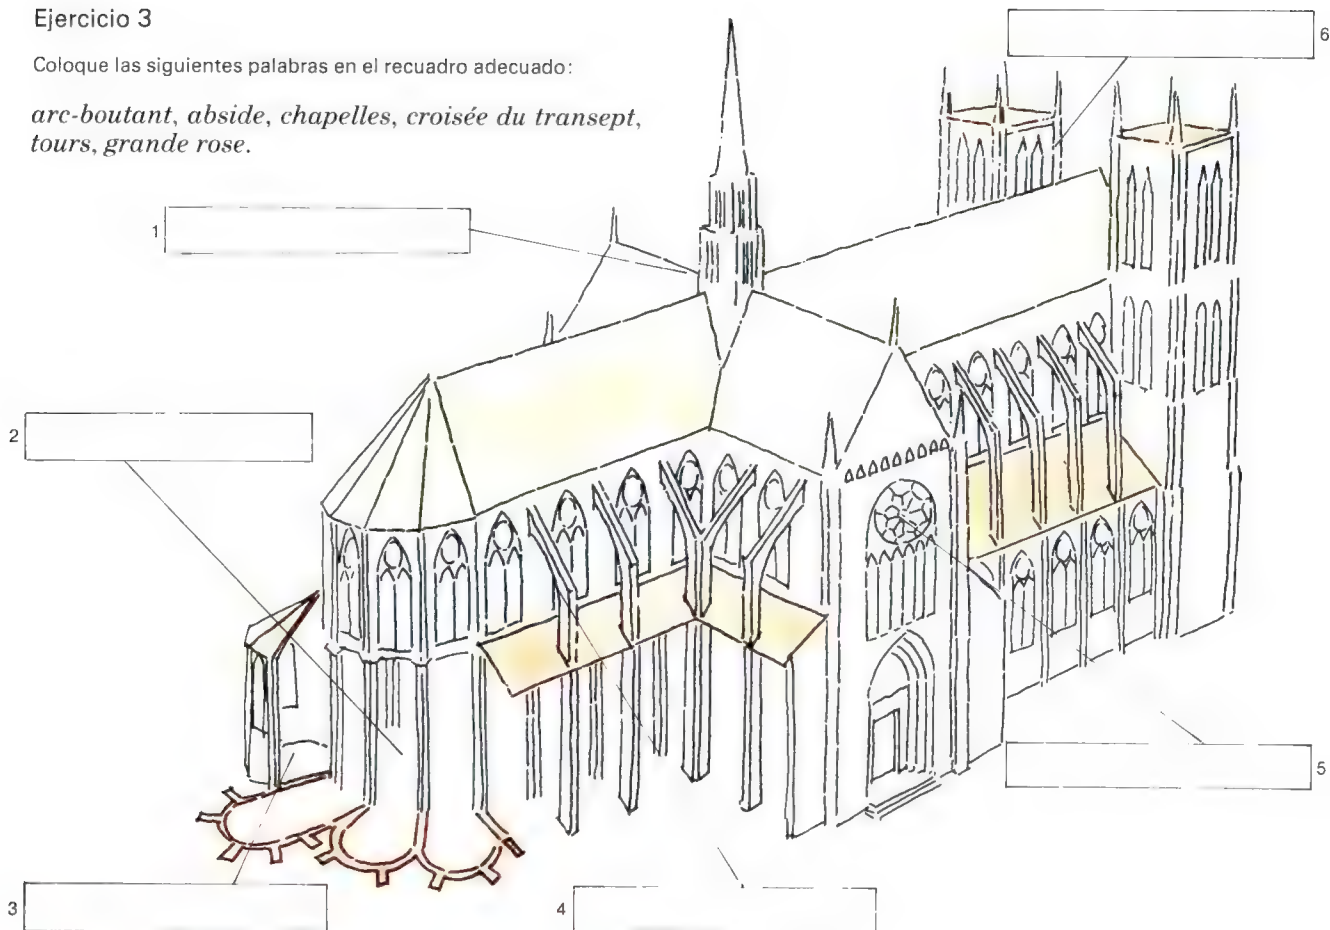 Ejercicio 3
Coloque las siguientes palabras en el recuadro adecuado:
arc-boutant, abside, chapelles, croisée du transept,
tours, grande rose.
6
1
2
5
3
4